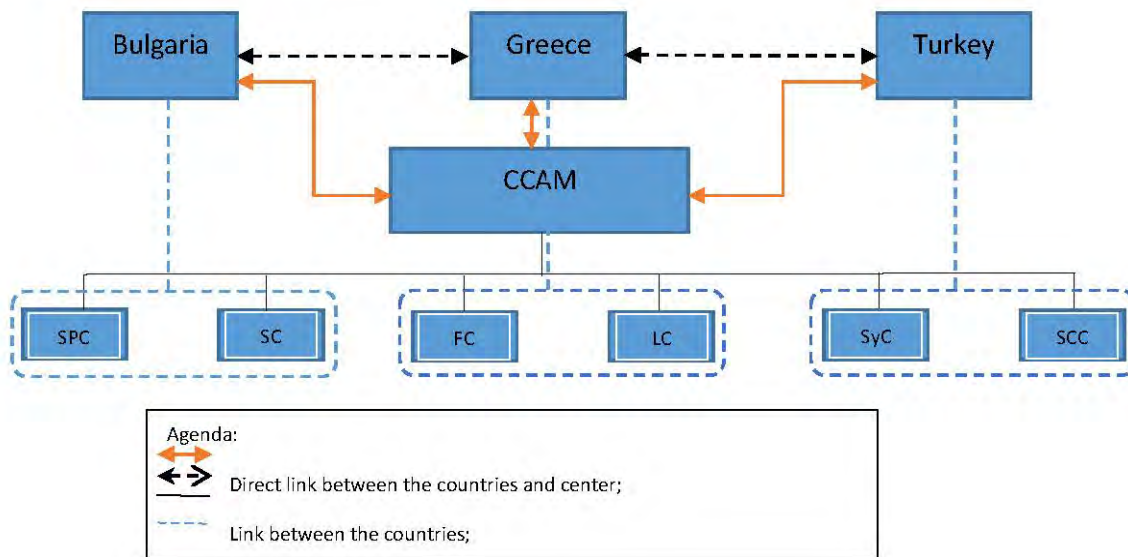 Bulgaria Greece Turkey
CCAM
SPC SC FC LC SyC SCC
Agenda:
Direct link between the countries and center;
Link between the countries;